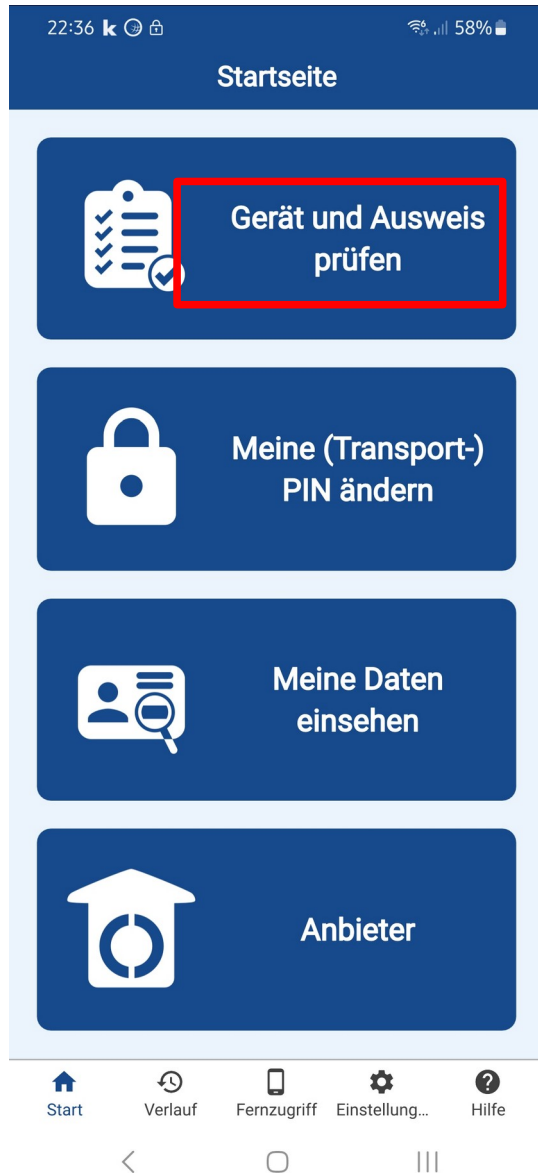 22:36 k 58%
Startseite
Gerät und Ausweis
prüfen
Meine (Transport-)
PIN ändern
Meine Daten
einsehen
Anbieter
Start Verlauf Fernzugriff Einstellung... Hilfe